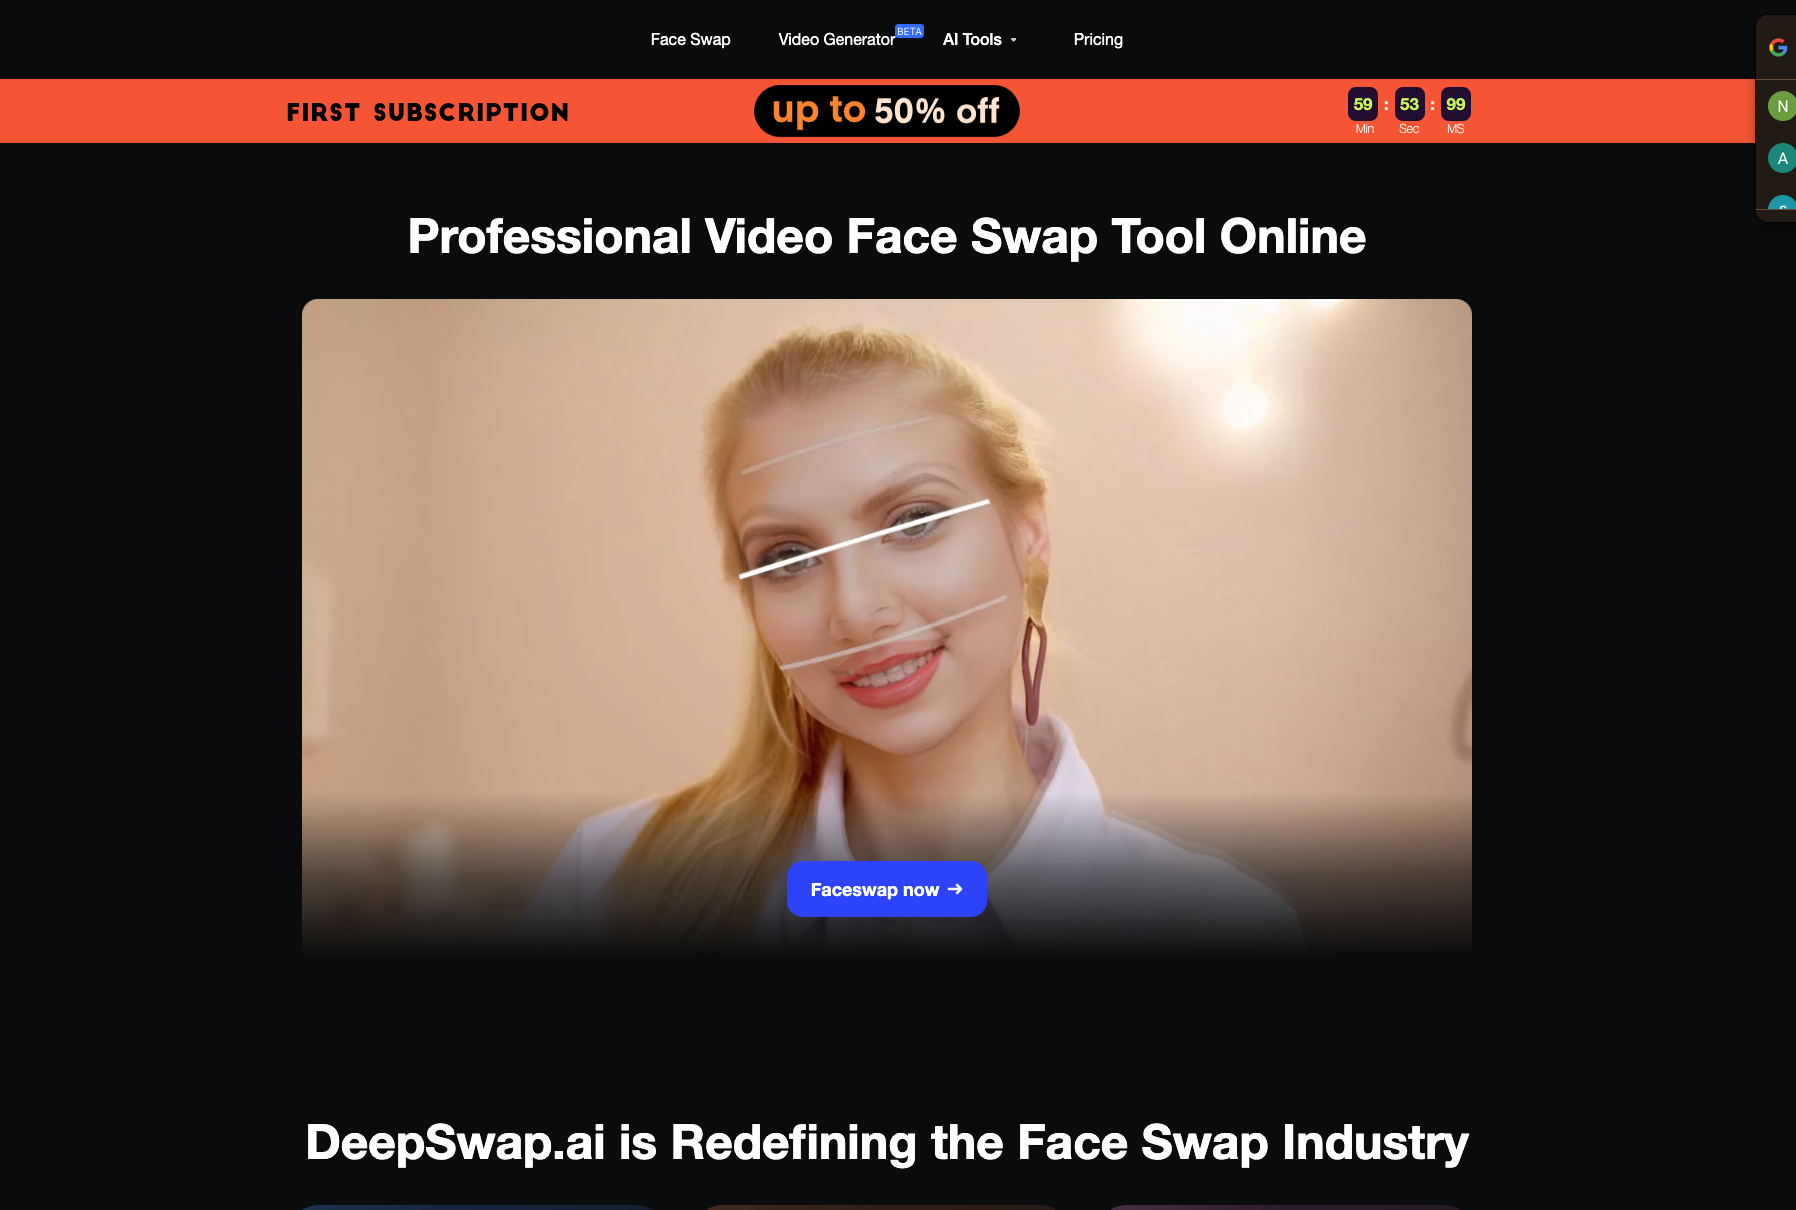 Face Swap
Video Generator BETA
AI Tools
Pricing
FIRST SUBSCRIPTION
up to 50% off
59 : 53 : 99
Min Sec MS
N
A
Professional Video Face Swap Tool Online
Faceswap now →
DeepSwap.ai is Redefining the Face Swap Industry